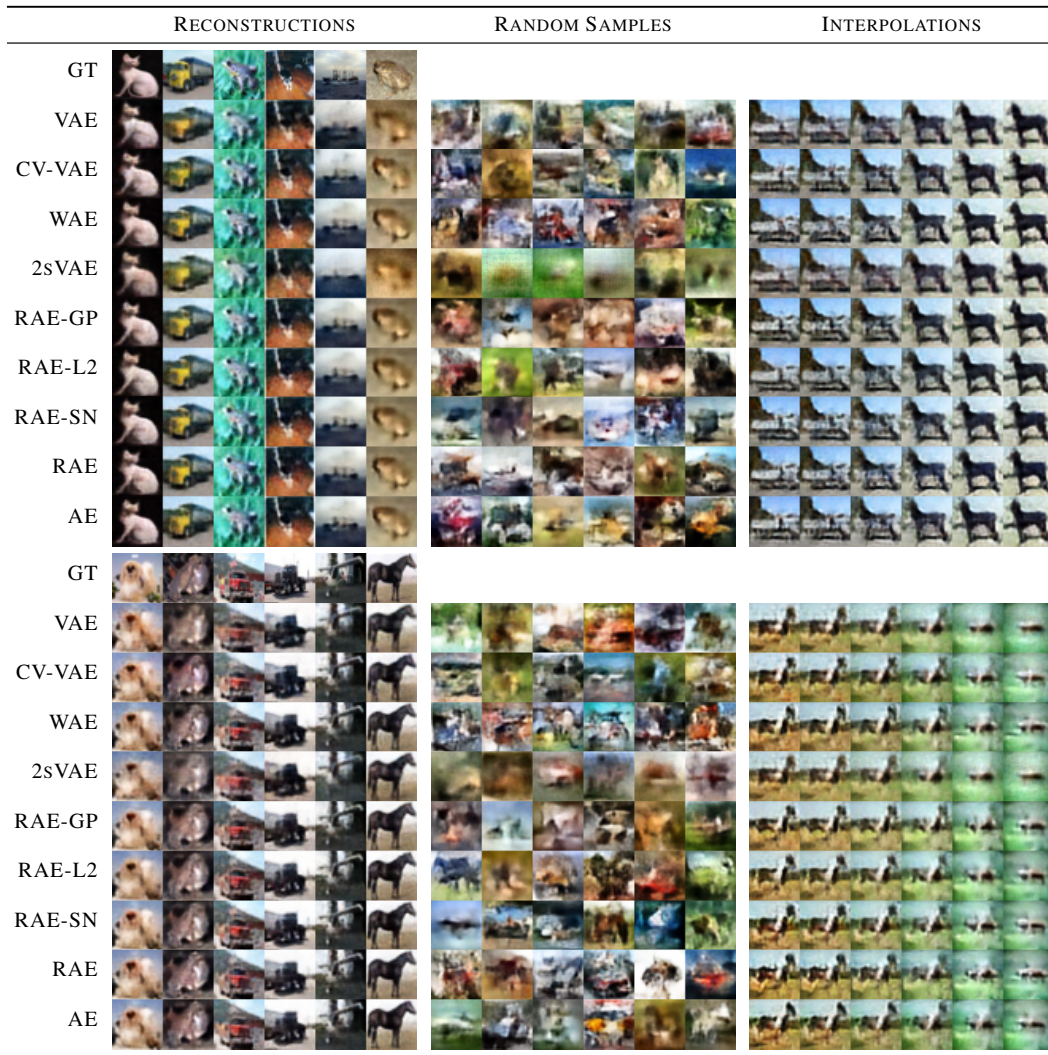 RECONSTRUCTIONS RANDOM SAMPLES INTERPOLATIONS
GT
VAE
CV-VAE
WAE
2sVAE
RAE-GP
RAE-L2
RAE-SN
RAE
AE
GT
VAE
CV-VAE
WAE
2sVAE
RAE-GP
RAE-L2
RAE-SN
RAE
AE